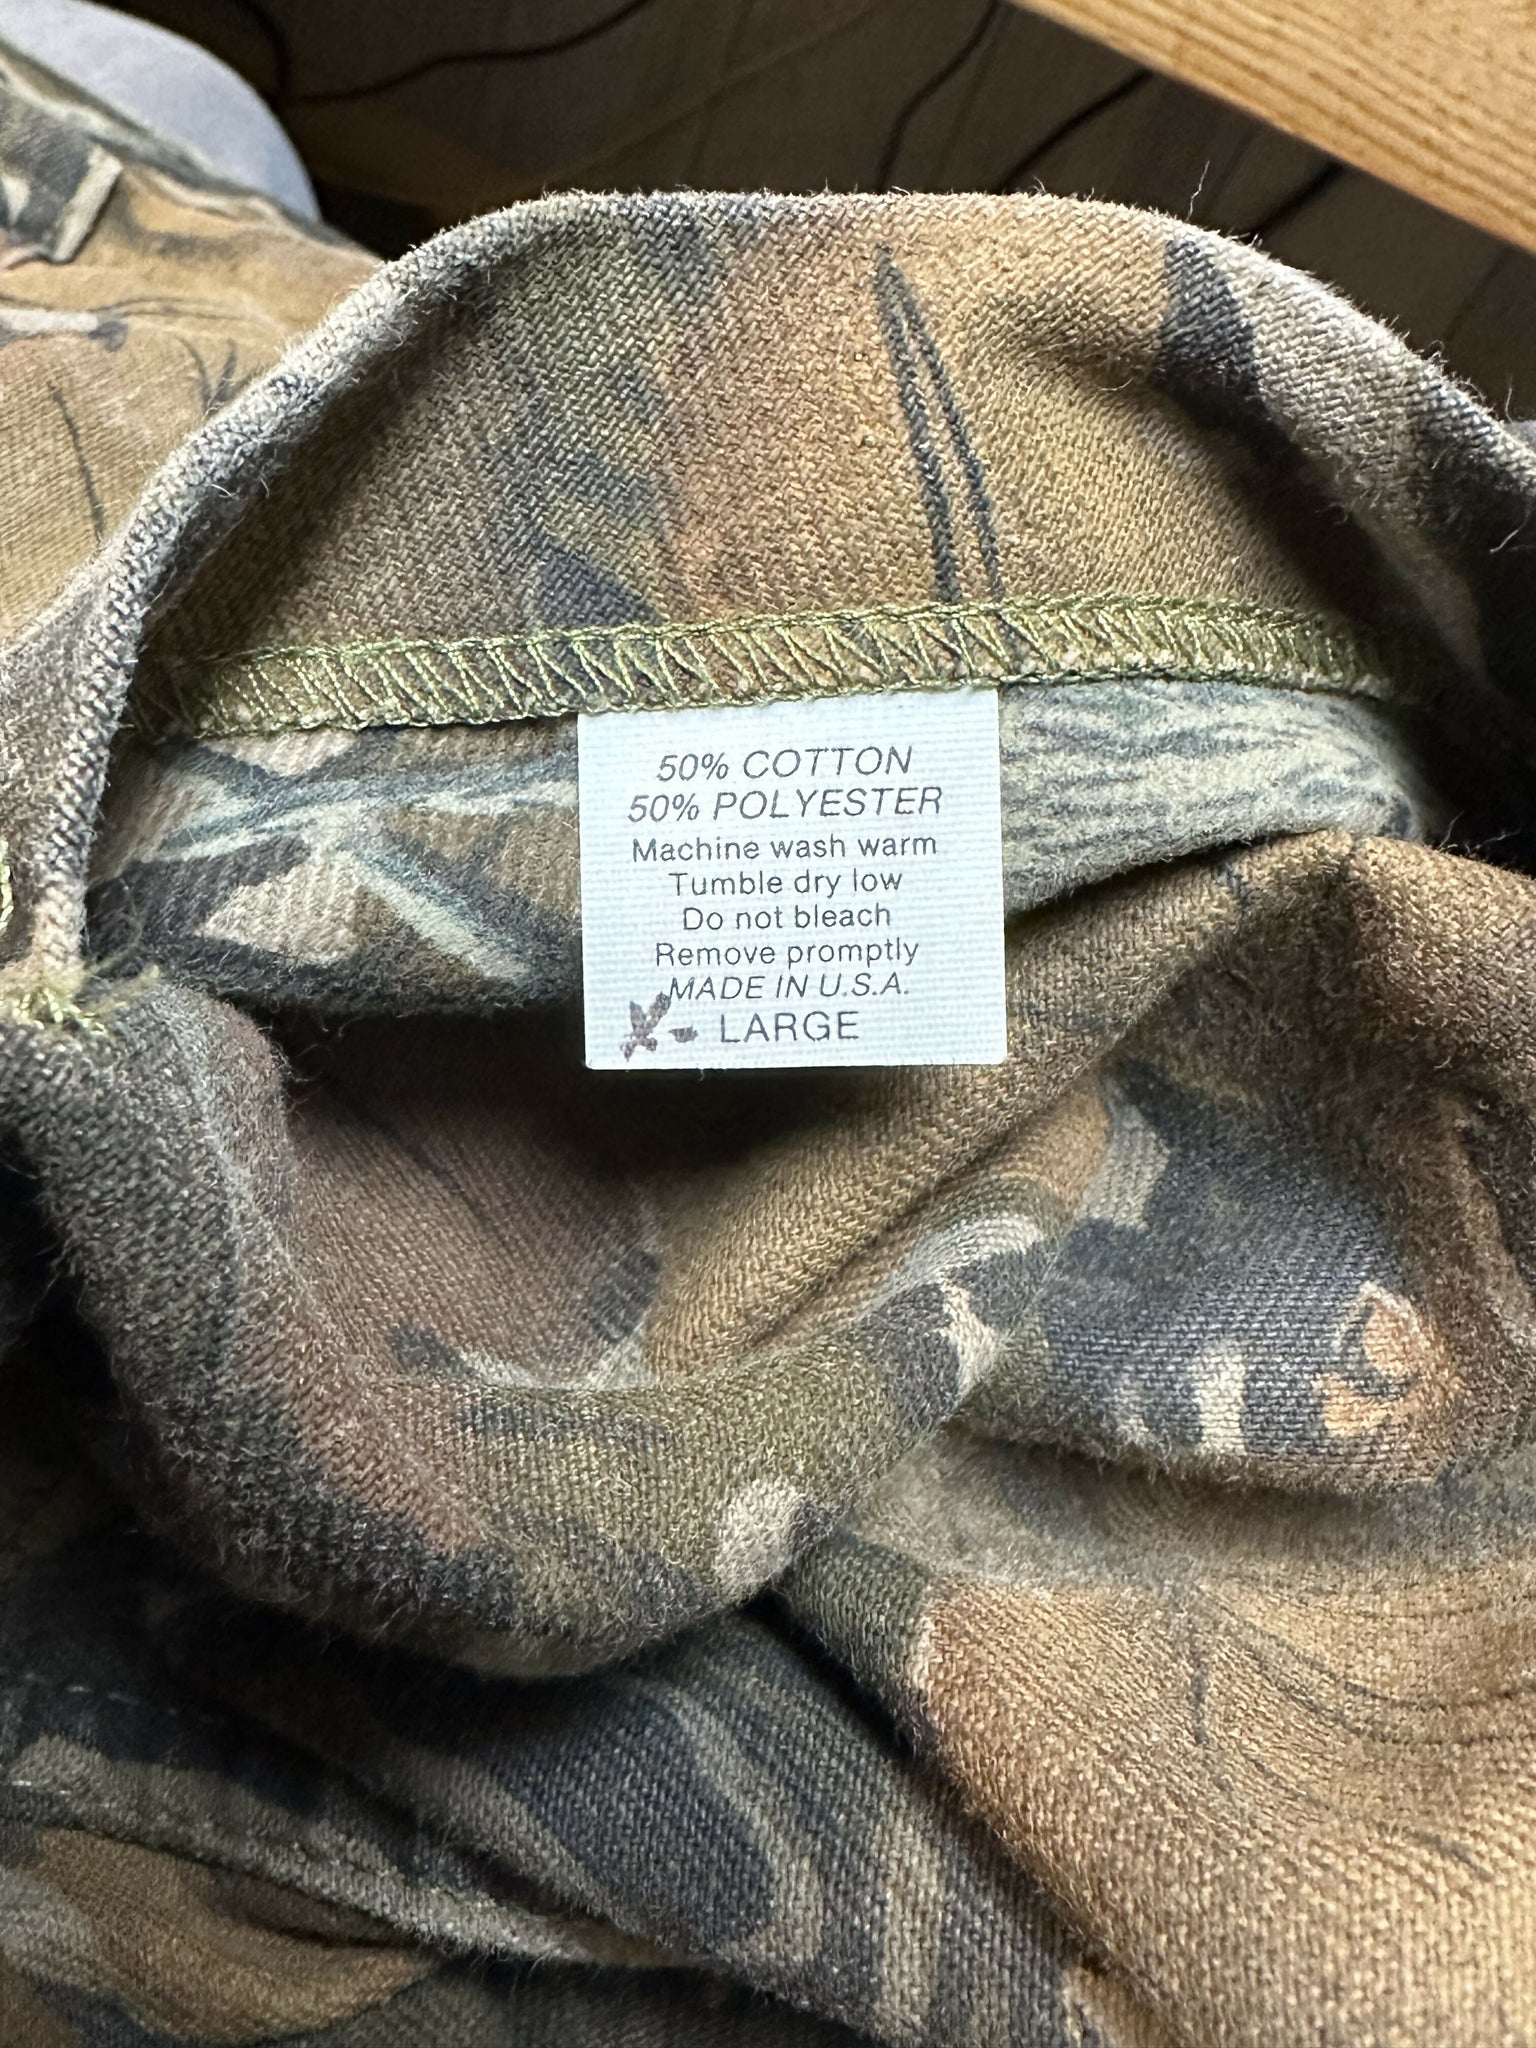 50% COTTON
50% POLYESTER
Machine wash warm
Tumble dry low
Do not bleach
Remove promptly
MADE IN U.S.A.
X- LARGE